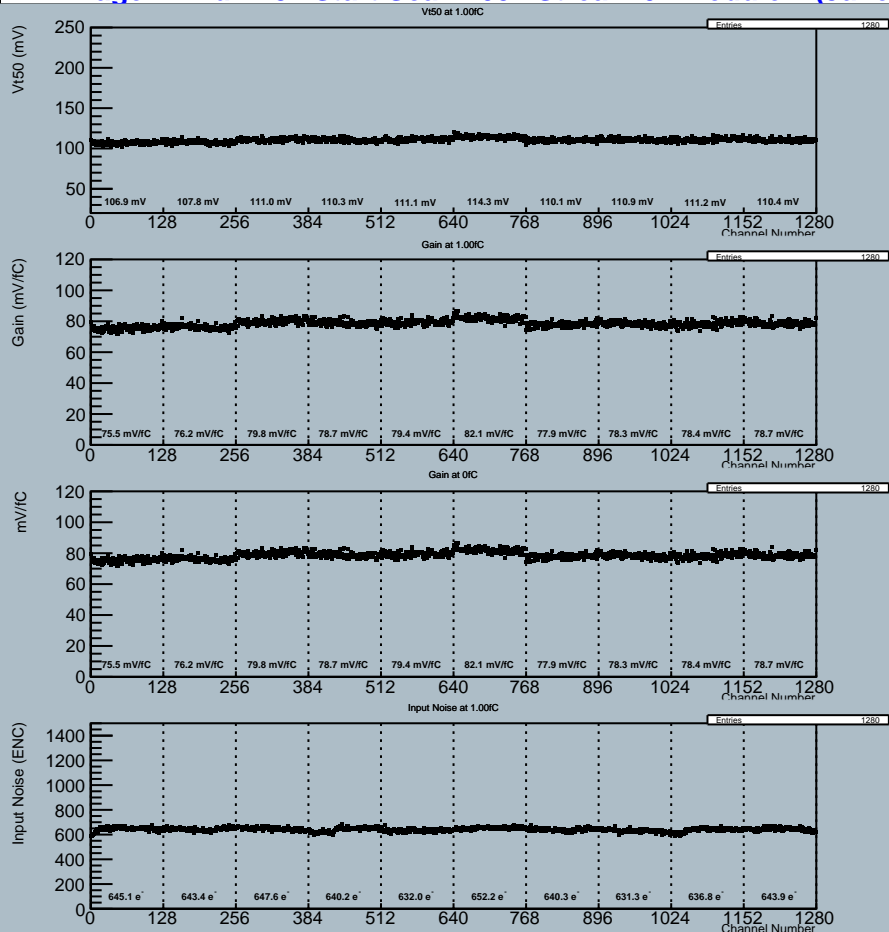 Vt50 at 1.00fC
Entries 1280
Vt50 (mV)
250
200
150
100
50
106.9 mV 107.8 mV 111.0 mV 110.3 mV 111.1 mV 114.3 mV 110.1 mV 110.9 mV 111.2 mV 110.4 mV
0 128 256 384 512 640 768 896 1024 1152 1280
Channel Number
Gain at 1.00fC
Entries 1280
Gain (mV/fC)
120
100
80
60
40
20
0
75.5 mV/fC 76.2 mV/fC 79.8 mV/fC 78.7 mV/fC 79.4 mV/fC 82.1 mV/fC 77.9 mV/fC 78.3 mV/fC 78.4 mV/fC 78.7 mV/fC
0 128 256 384 512 640 768 896 1024 1152 1280
Channel Number
Gain at 0fC
Entries 1280
mV/fC
120
100
80
60
40
20
0
75.5 mV/fC 76.2 mV/fC 79.8 mV/fC 78.7 mV/fC 79.4 mV/fC 82.1 mV/fC 77.9 mV/fC 78.3 mV/fC 78.4 mV/fC 78.7 mV/fC
0 128 256 384 512 640 768 896 1024 1152 1280
Channel Number
Input Noise at 1.00fC
Entries 1280
Input Noise (ENC)
1400
1200
1000
800
600
400
200
0
645.1 e⁻ 643.4 e⁻ 647.6 e⁻ 640.2 e⁻ 632.0 e⁻ 652.2 e⁻ 640.3 e⁻ 631.3 e⁻ 636.8 e⁻ 643.9 e⁻
0 128 256 384 512 640 768 896 1024 1152 1280
Channel Number